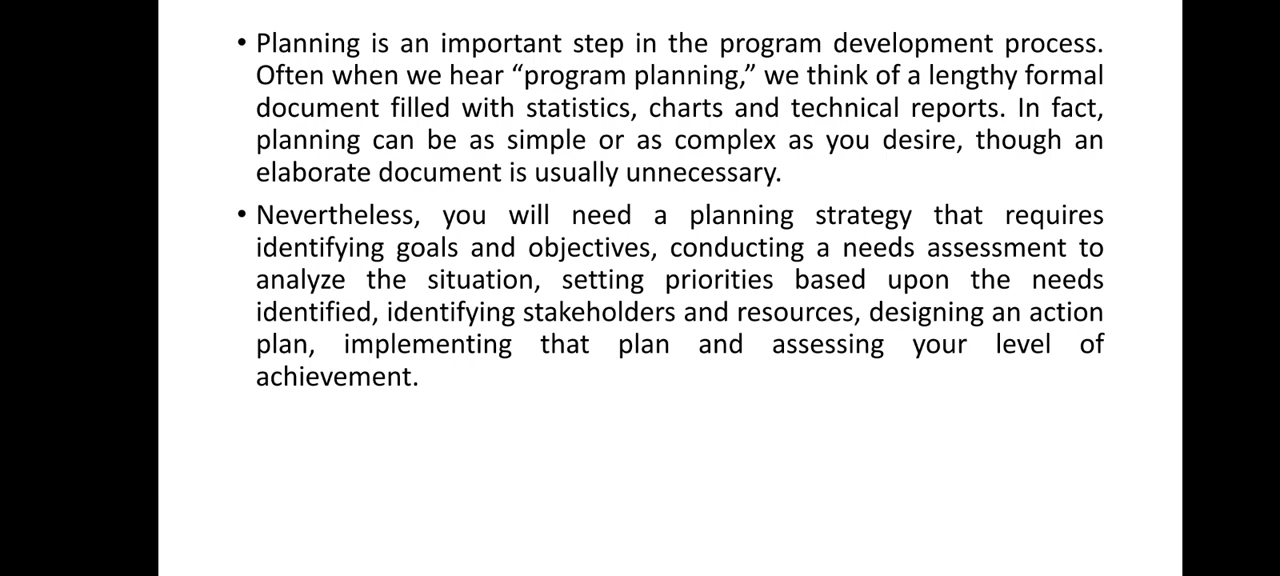 • Planning is an important step in the program development process.
Often when we hear “program planning,” we think of a lengthy formal
document filled with statistics, charts and technical reports. In fact,
planning can be as simple or as complex as you desire, though an
elaborate document is usually unnecessary.
• Nevertheless, you will need a planning strategy that requires
identifying goals and objectives, conducting a needs assessment to
analyze the situation, setting priorities based upon the needs
identified, identifying stakeholders and resources, designing an action
plan, implementing that plan and assessing your level of
achievement.